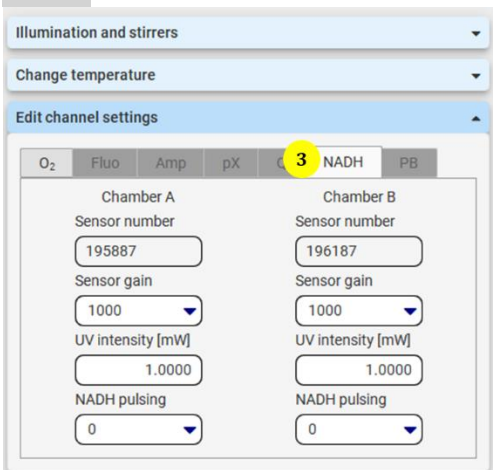 Illumination and stirrers
Change temperature
Edit channel settings
O₂ Fluo Amp pX 3 NADH PB
Chamber A Chamber B
Sensor number Sensor number
195887 196187
Sensor gain Sensor gain
1000 1000
UV intensity [mW] UV intensity [mW]
1.0000 1.0000
NADH pulsing NADH pulsing
0 0